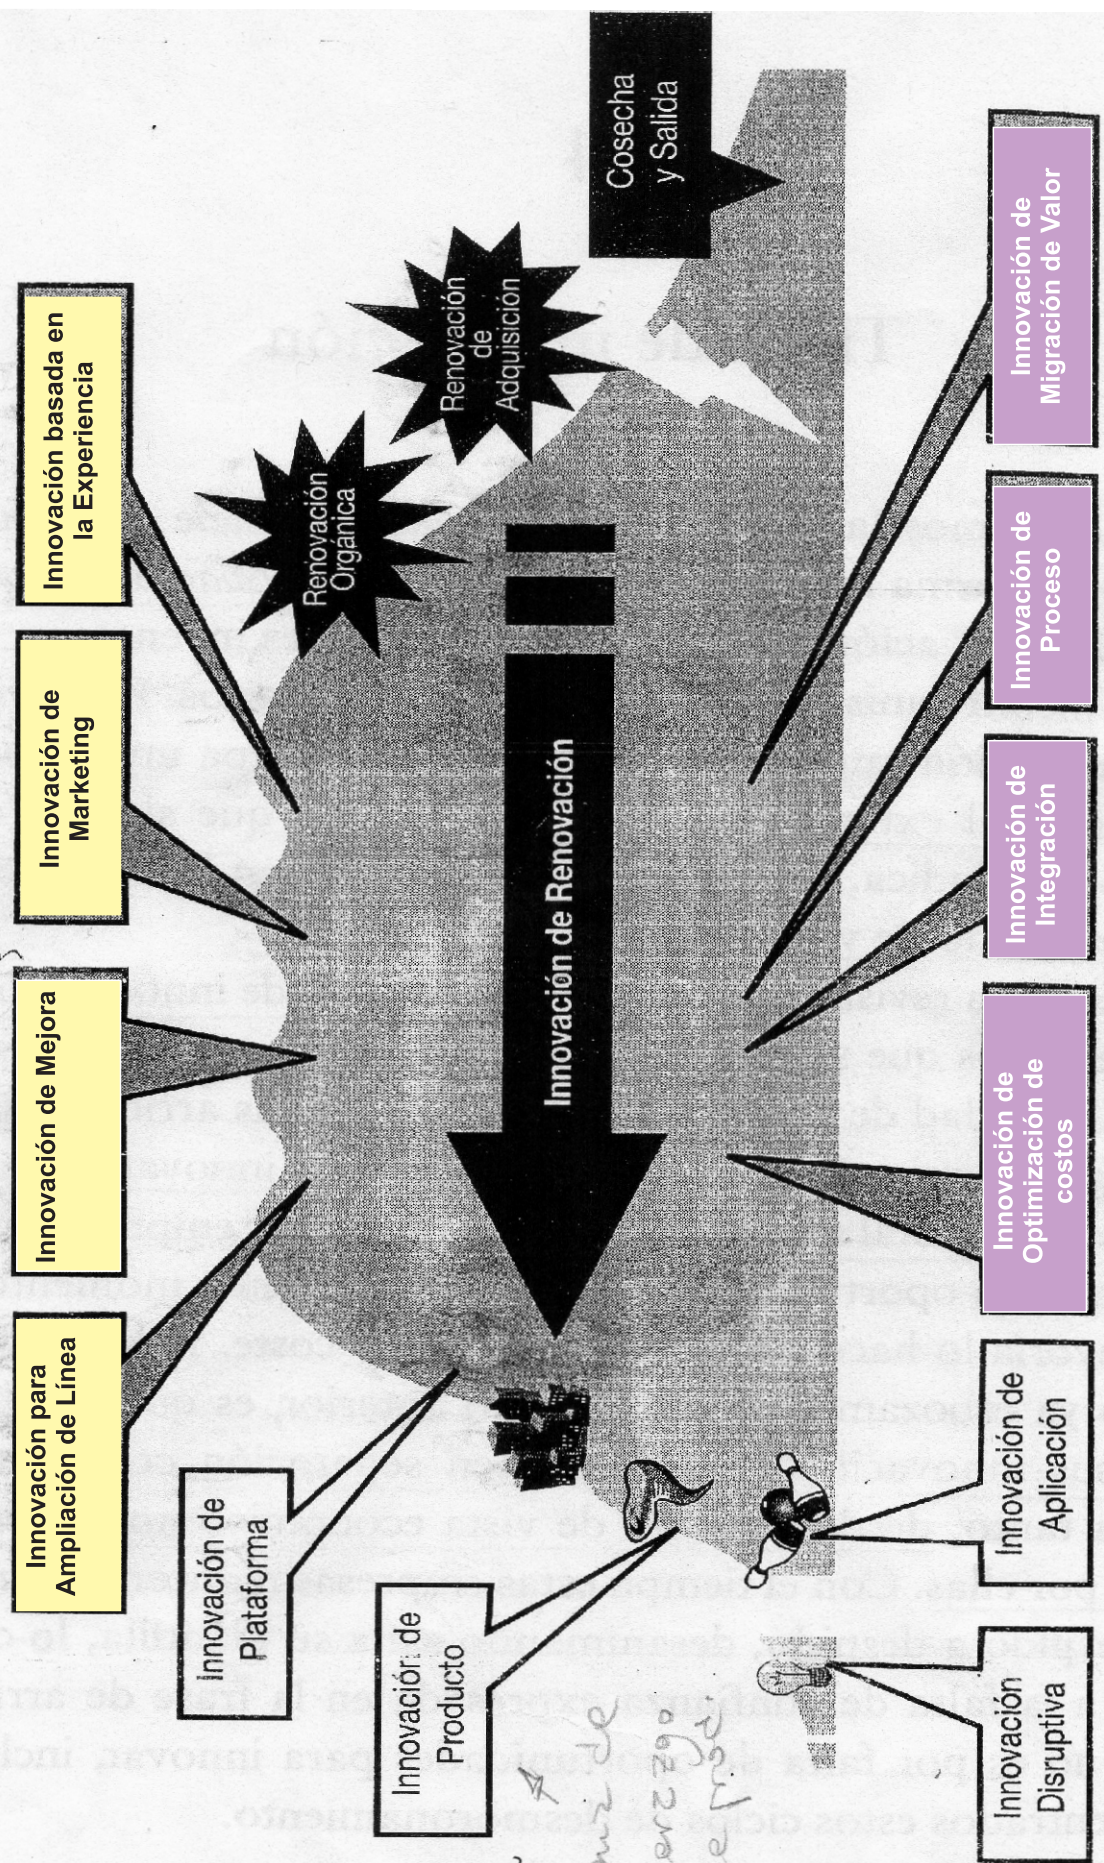 Innovación para
Ampliación de Línea
Innovación de Mejora
Innovación de
Marketing
Innovación basada en
la Experiencia
Innovación de
Plataforma
Innovación de
Producto
Renovación
Orgánica
Renovación
de
Adquisición
Innovación de Renovación
Cosecha
y Salida
Innovación
Disruptiva
Innovación de
Aplicación
Innovación de
Optimización de
costos
Innovación de
Integración
Innovación de
Proceso
Innovación de
Migración de Valor